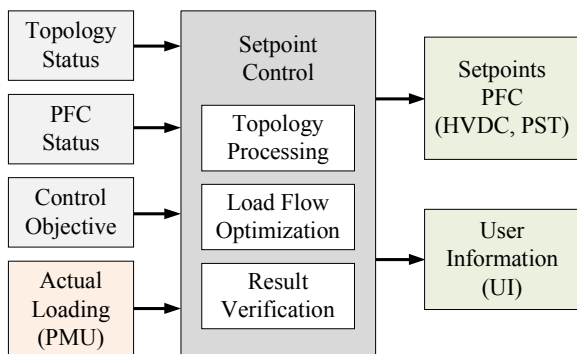 Topology
Status
PFC
Status
Control
Objective
Actual
Loading
(PMU)
Setpoint
Control
Topology
Processing
Load Flow
Optimization
Result
Verification
Setpoints
PFC
(HVDC, PST)
User
Information
(UI)